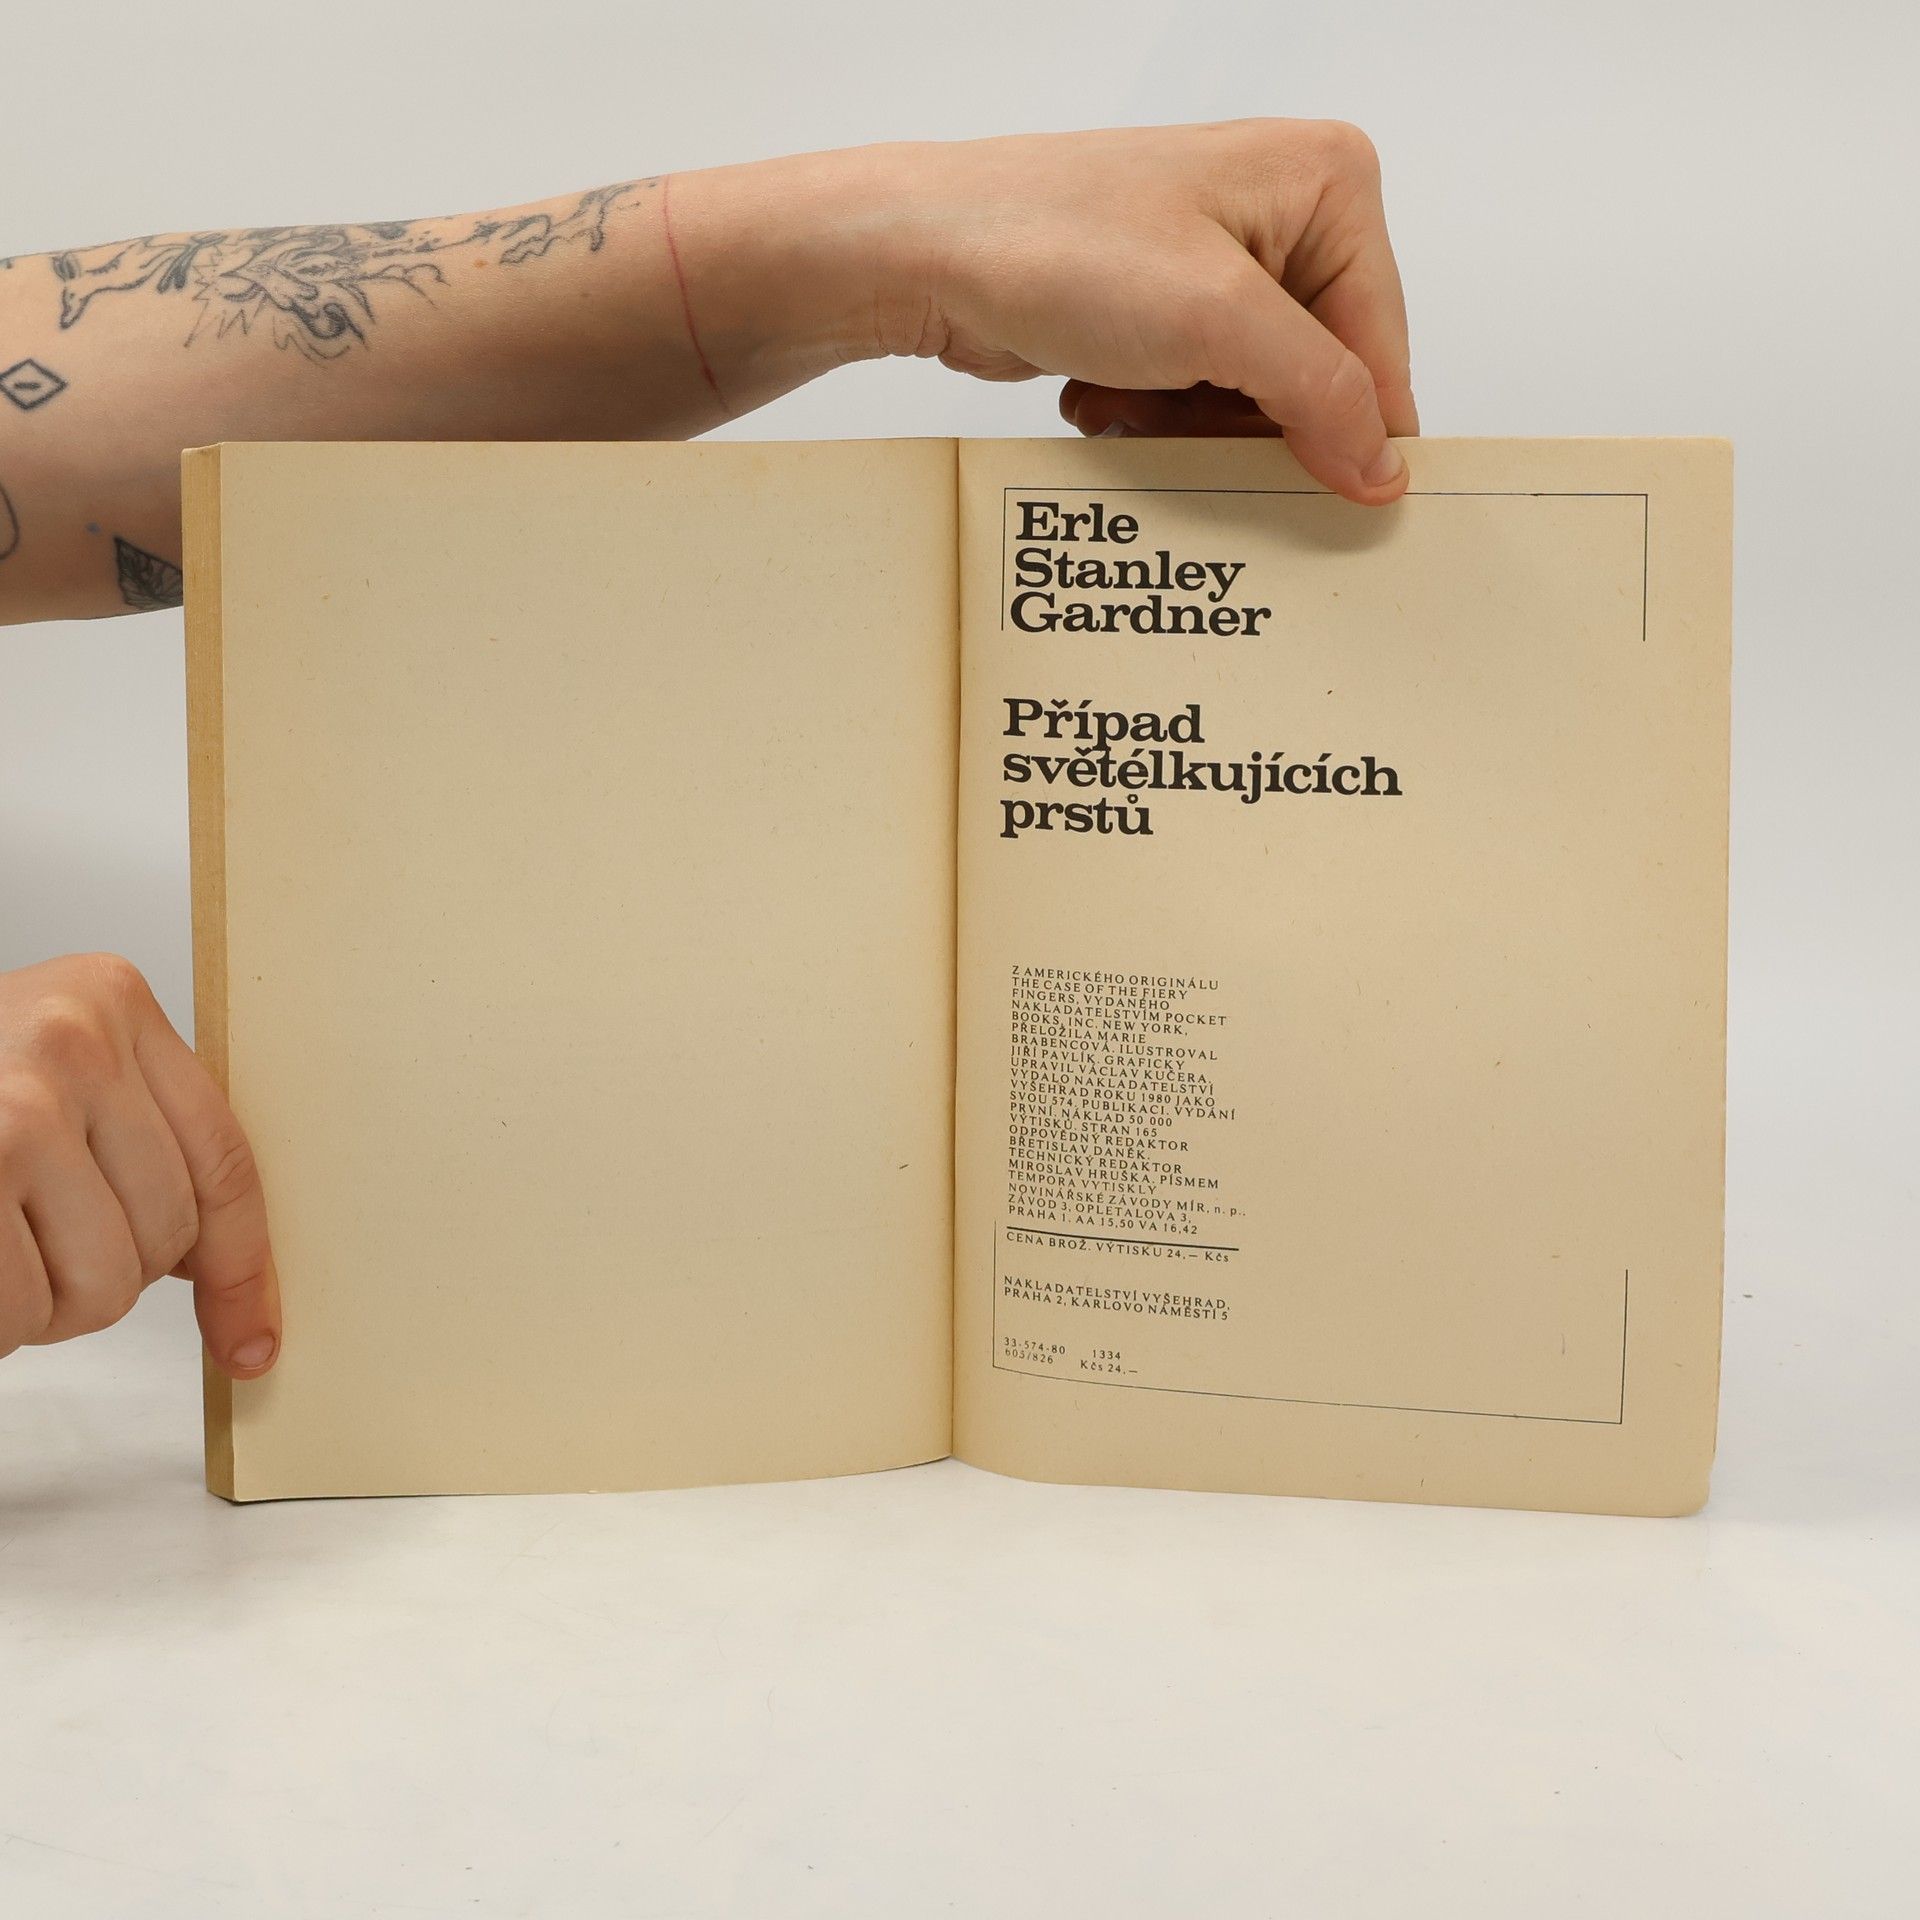 Erle
Stanley
Gardner
Případ
světélkujících
prstů
Z AMERICKÉHO ORIGINÁLU
THE CASE OF THE FIERY
FINGERS, VYDANÉHO
NAKLADATELSTVÍM POCKET
BOOKS, INC. NEW YORK,
PŘELOŽILA MARIE
BRABENCOVÁ. ILUSTROVAL
JIŘÍ PAVLÍK. GRAFICKY
UPRAVIL VÁCLAV KUČERA.
VYDALO NAKLADATELSTVÍ
VYŠEHRAD ROKU 1980 JAKO
SVOU 574. PUBLIKACI. VYDÁNÍ
PRVNÍ. NÁKLAD 50 000
VÝTISKŮ. STRAN 165
ODPOVĚDNÝ REDAKTOR
BŘETISLAV DANĚK.
TECHNICKÝ REDAKTOR
MIROSLAV HRUŠKA. PÍSMEM
TEMPORA VYTISKLY
NOVINÁŘSKÉ ZÁVODY MÍR, n. p.,
ZÁVOD 3, OPLETALOVA 3,
PRAHA 1. AA 15,50 VA 16,42
CENA BROŽ. VÝTISKU 24,— Kčs
NAKLADATELSTVÍ VYŠEHRAD,
PRAHA 2, KARLOVO NÁMĚSTÍ 5
33-574-80 1334
605/826 Kčs 24,—